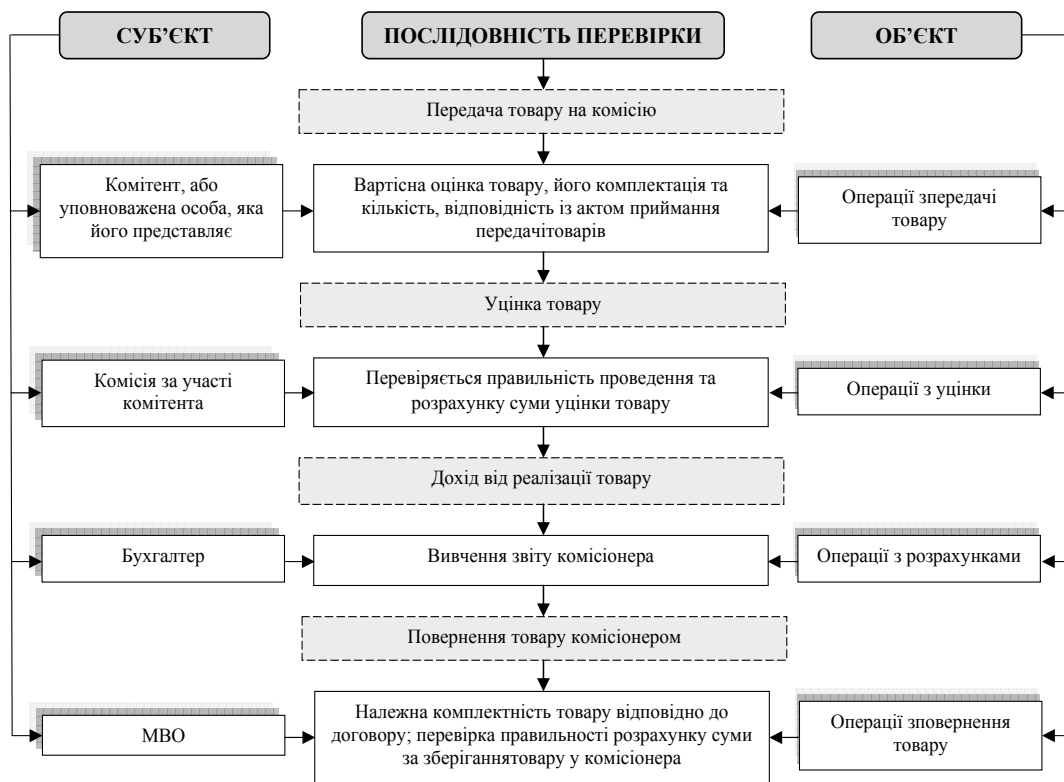 СУБ’ЄКТ
ПОСЛІДОВНІСТЬ ПЕРЕВІРКИ
ОБ’ЄКТ
Передача товару на комісію
Комітент, або
уповноважена особа, яка
його представляє
Вартісна оцінка товару, його комплектація та
кількість, відповідність із актом приймання
передачітоварів
Операції зпередачі
товару
Уцінка товару
Комісія за участі
комітента
Перевіряється правильність проведення та
розрахунку суми уцінки товару
Операції з уцінки
Дохід від реалізації товару
Бухгалтер
Вивчення звіту комісіонера
Операції з розрахунками
Повернення товару комісіонером
МВО
Належна комплектність товару відповідно до
договору; перевірка правильності розрахунку суми
за зберіганнятовару у комісіонера
Операції зповернення
товару